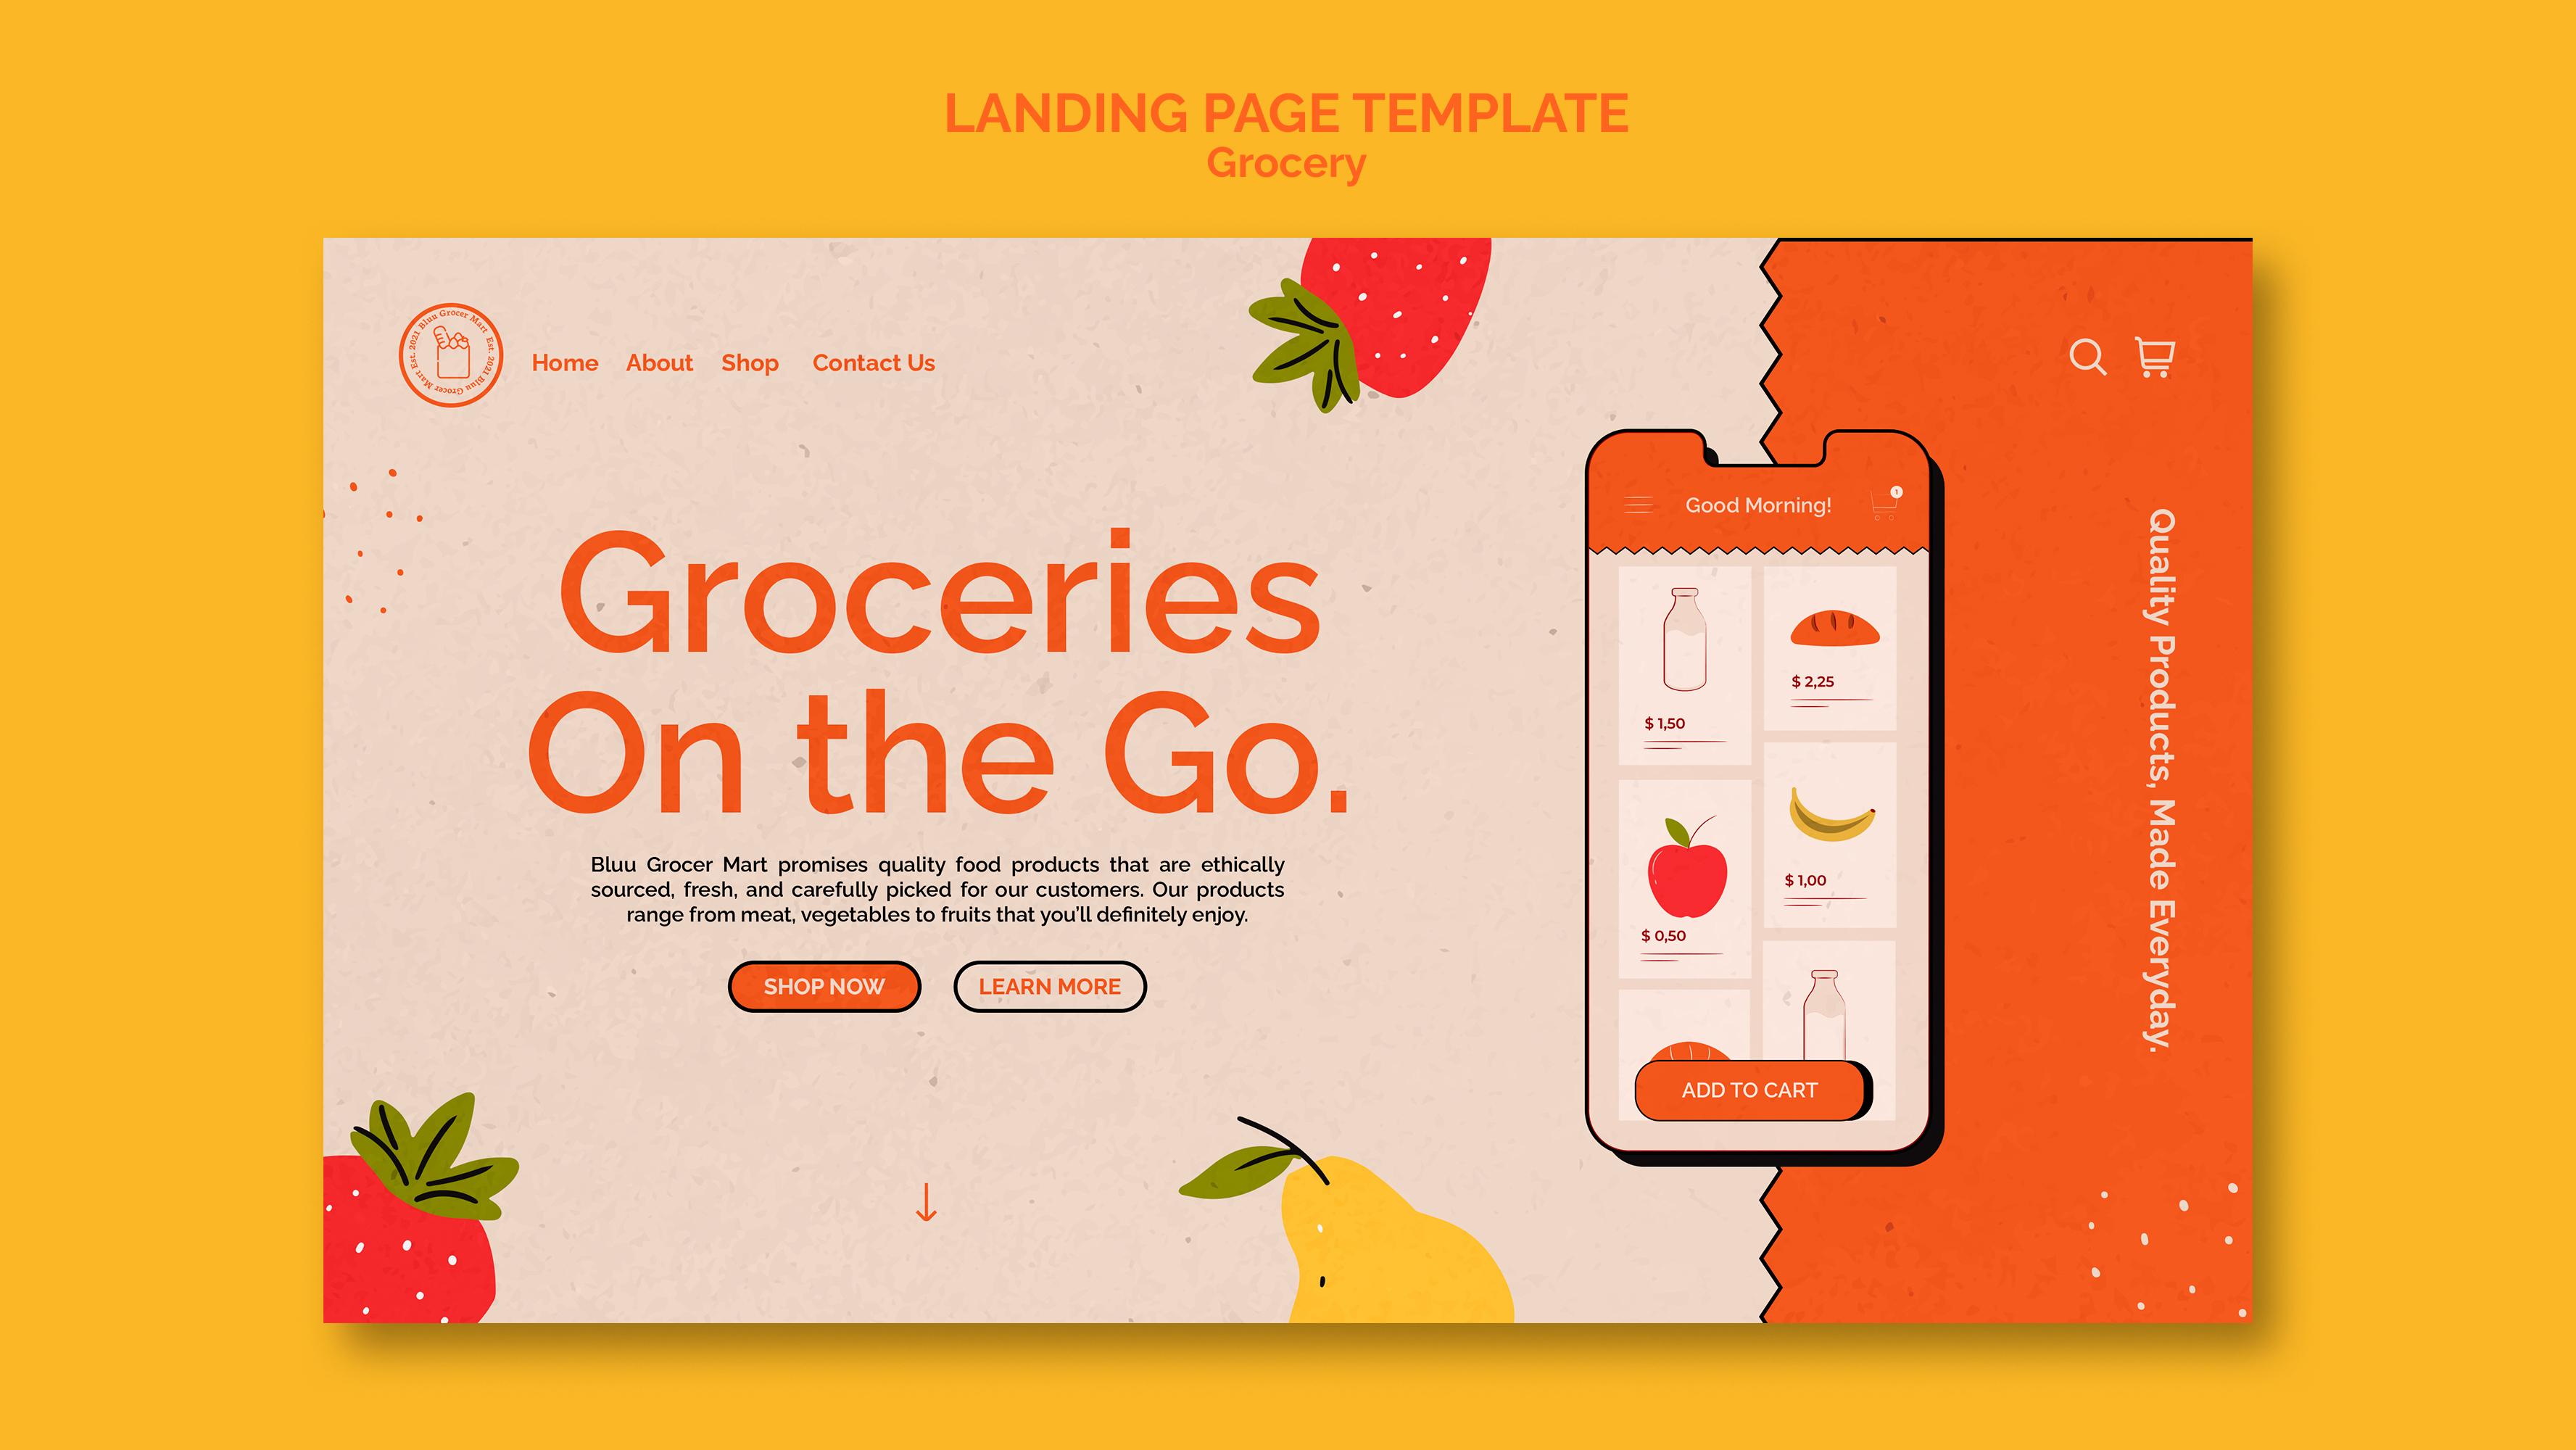 LANDING PAGE TEMPLATE
Grocery
Bluu Grocer Mart Est. 2021 Bluu Grocer Mart Est. 2021
Home About Shop Contact Us
Groceries
On the Go.
Bluu Grocer Mart promises quality food products that are ethically
sourced, fresh, and carefully picked for our customers. Our products
range from meat, vegetables to fruits that you'll definitely enjoy.
SHOP NOW LEARN MORE
Good Morning!
1
$ 1,50
$ 2,25
$ 0,50
$ 1,00
ADD TO CART
Quality Products, Made Everyday.